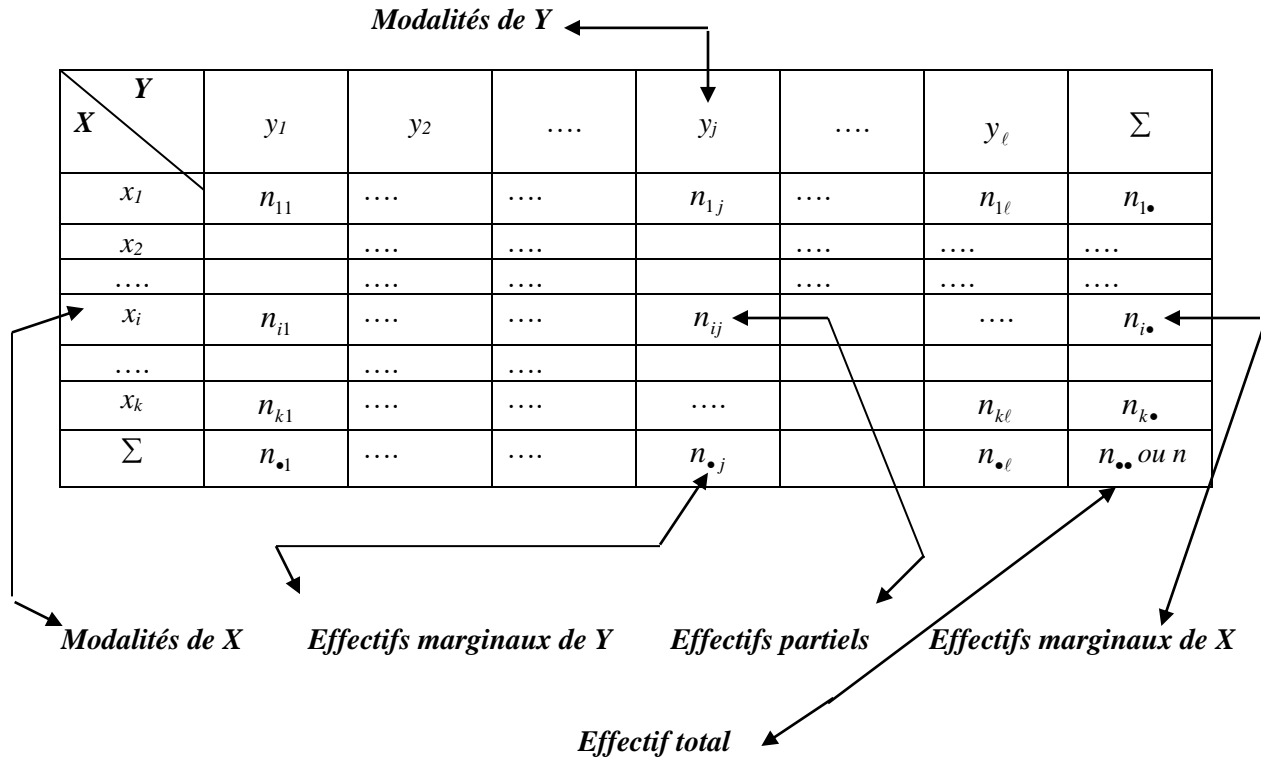 Modalités de Y
Y
X y₁ y₂ …. yⱼ …. y_ℓ Σ
x₁ n₁₁ …. …. n₁ⱼ …. n₁ℓ n₁•
x₂ …. …. …. …. ….
…. …. …. …. …. ….
xᵢ nᵢ₁ …. …. nᵢⱼ …. nᵢ•
…. …. ….
xₖ nₖ₁ …. …. …. nₖℓ nₖ•
Σ n•₁ …. …. n•ⱼ n•ℓ n•• ou n
Modalités de X Effectifs marginaux de Y Effectifs partiels Effectifs marginaux de X
Effectif total